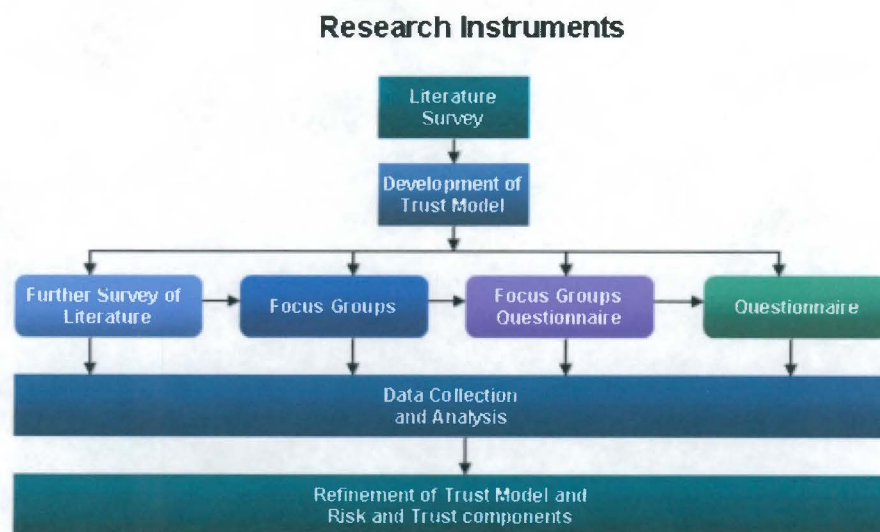 Research Instruments
Literature
Survey
Development of
Trust Model
Further Survey of
Literature
Focus Groups
Focus Groups
Questionnaire
Questionnaire
Data Collection
and Analysis
Refinement of Trust Model and
Risk and Trust components